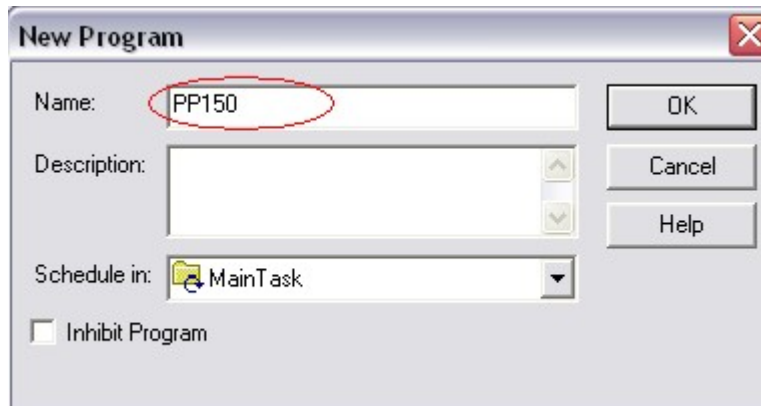 New Program
Name: PP150 OK
Description: Cancel
Help
Schedule in: MainTask
Inhibit Program